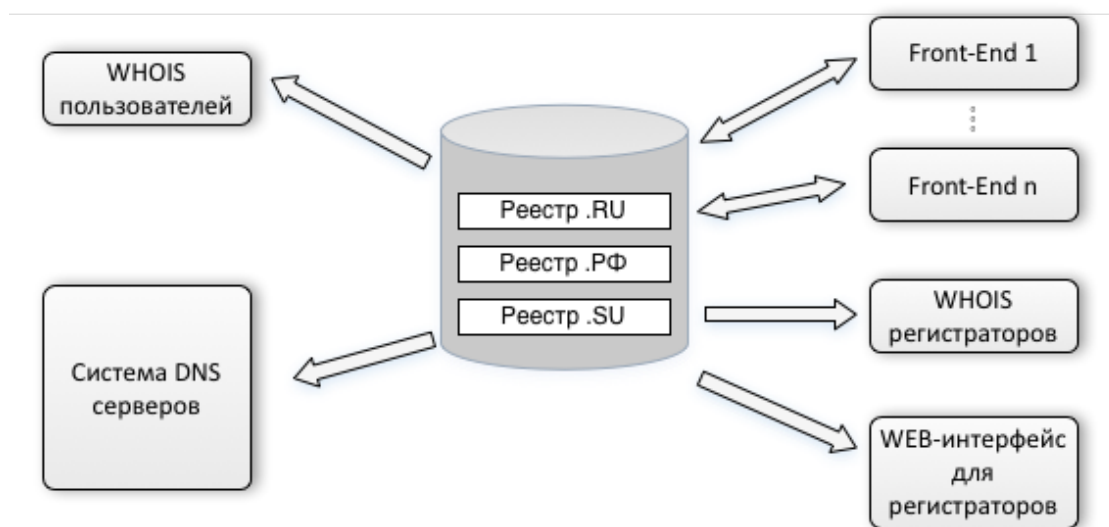 WHOIS
пользователей
Система DNS
серверов
Реестр .RU
Реестр .РФ
Реестр .SU
Front-End 1
Front-End n
WHOIS
регистраторов
WEB-интерфейс
для
регистраторов